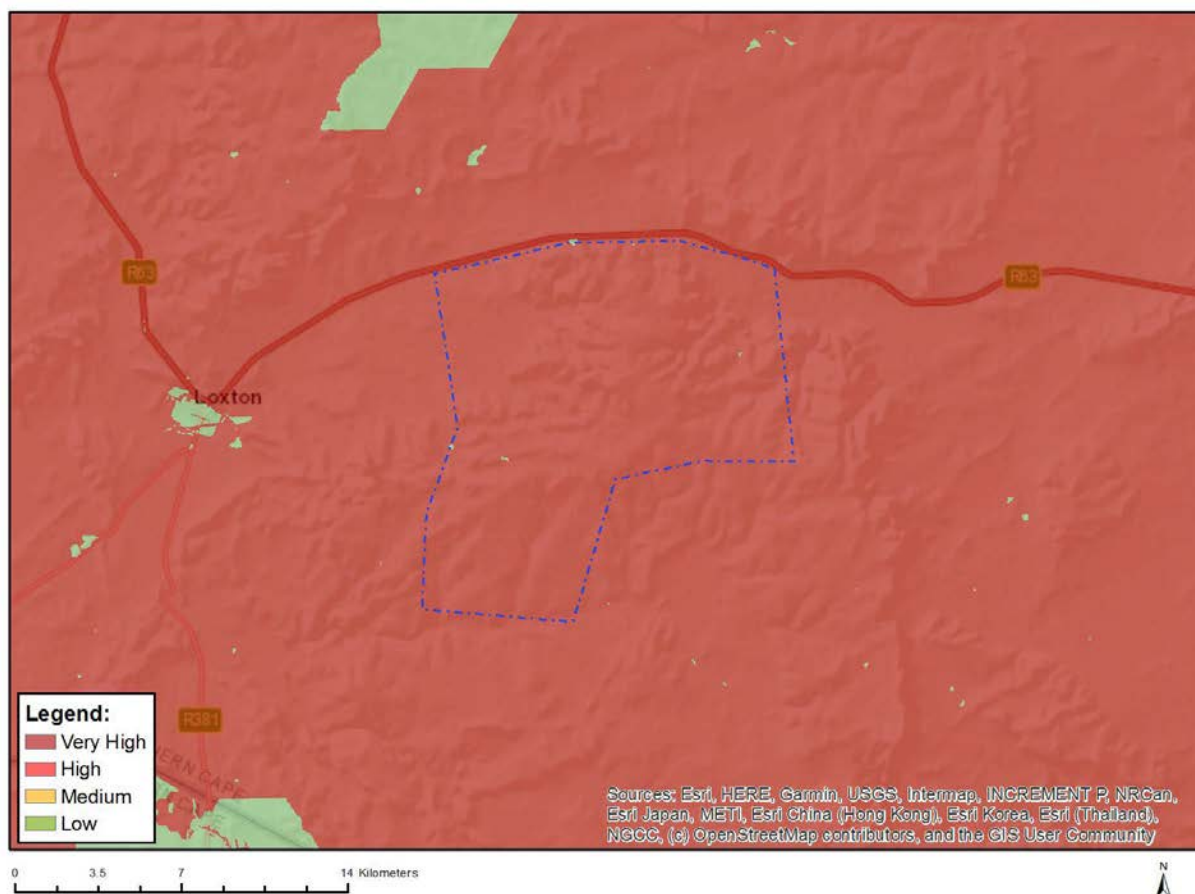 R63
R63
Loxton
R381
HERN CAPE
Legend:
Very High
High
Medium
Low
Sources: Esri, HERE, Garmin, USGS, Intermap, INCREMENT P, NRCan,
Esri Japan, METI, Esri China (Hong Kong), Esri Korea, Esri (Thailand),
NGCC, (c) OpenStreetMap contributors, and the GIS User Community
0 3.5 7 14 Kilometers
N